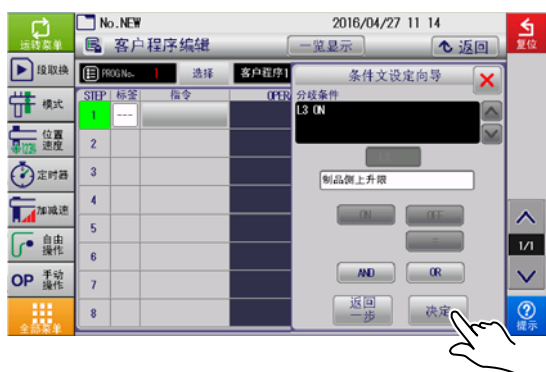 No.NEW
2016/04/27 11 14
运转菜单
客户程序编辑
一览显示
返回
复位
段取换
PROGNo.
1
选择
客户程序1
条件文设定向导
STEP
标签
指令
OPER
分歧条件
L3 ON
模式
1
---
位置
速度
2
L3
定时器
3
制品侧上升限
加减速
4
ON
OFF
5
=
1/1
自由
操作
6
AND
OR
OP
手动
操作
7
返回
一步
决定
全部菜单
8
提示